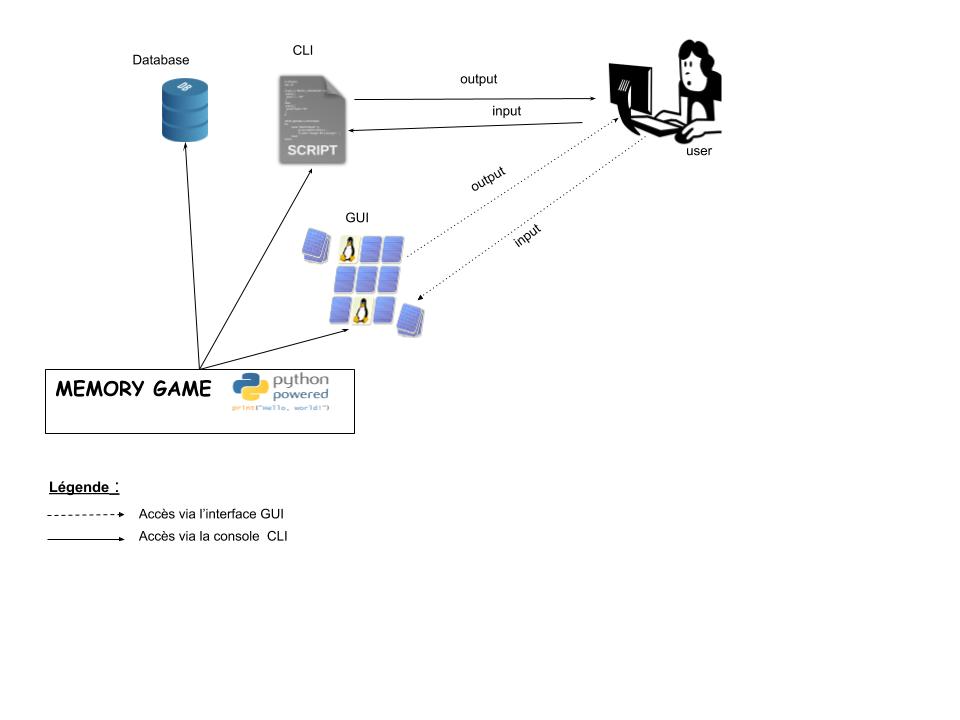 CLI
Database
DB
output
input
SCRIPT
user
output
GUI
input
MEMORY GAME
python
powered
print("Hello, world!")
Légende :
Accès via l'interface GUI
Accès via la console  CLI